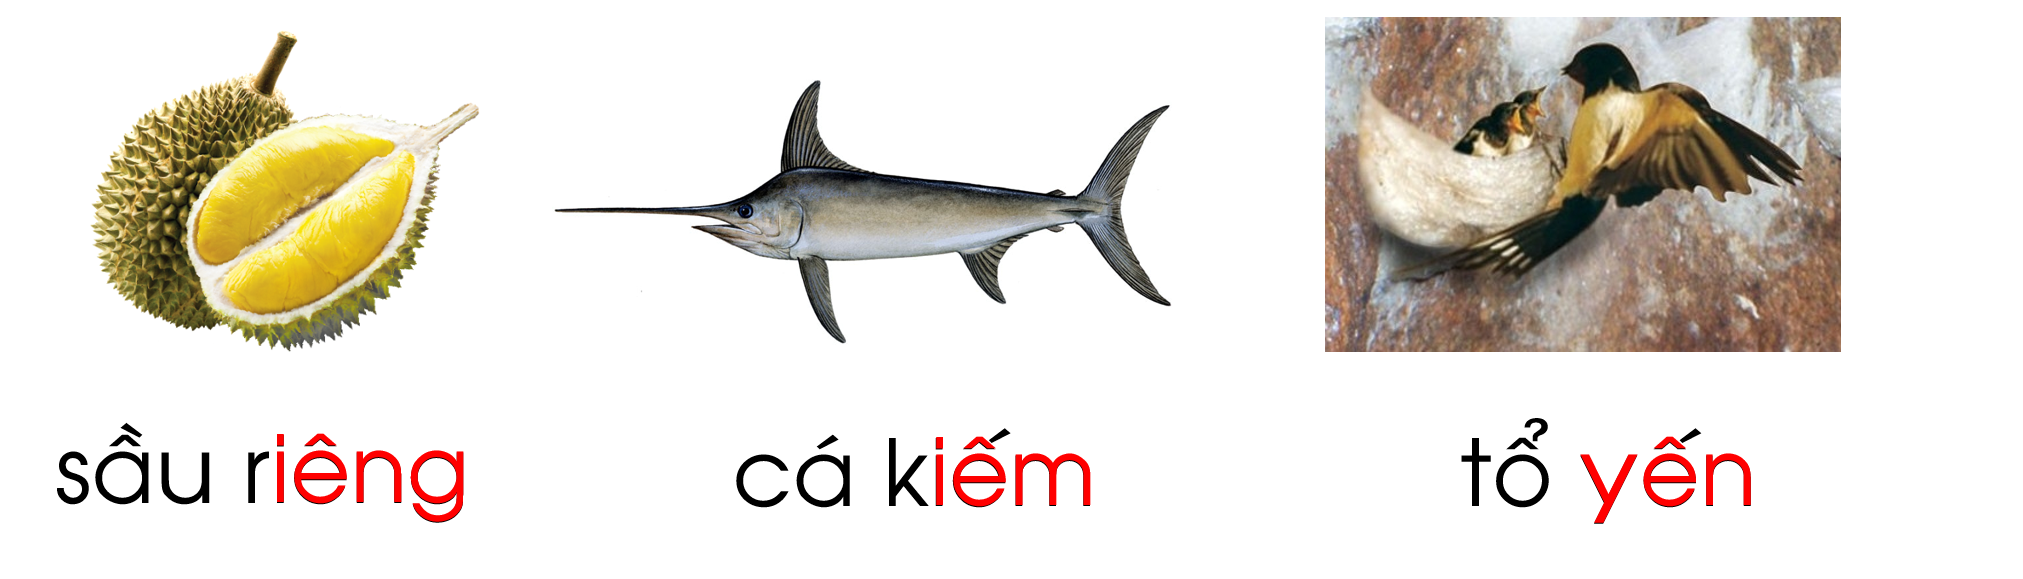 sầu riêng cá kiếm tổ yến